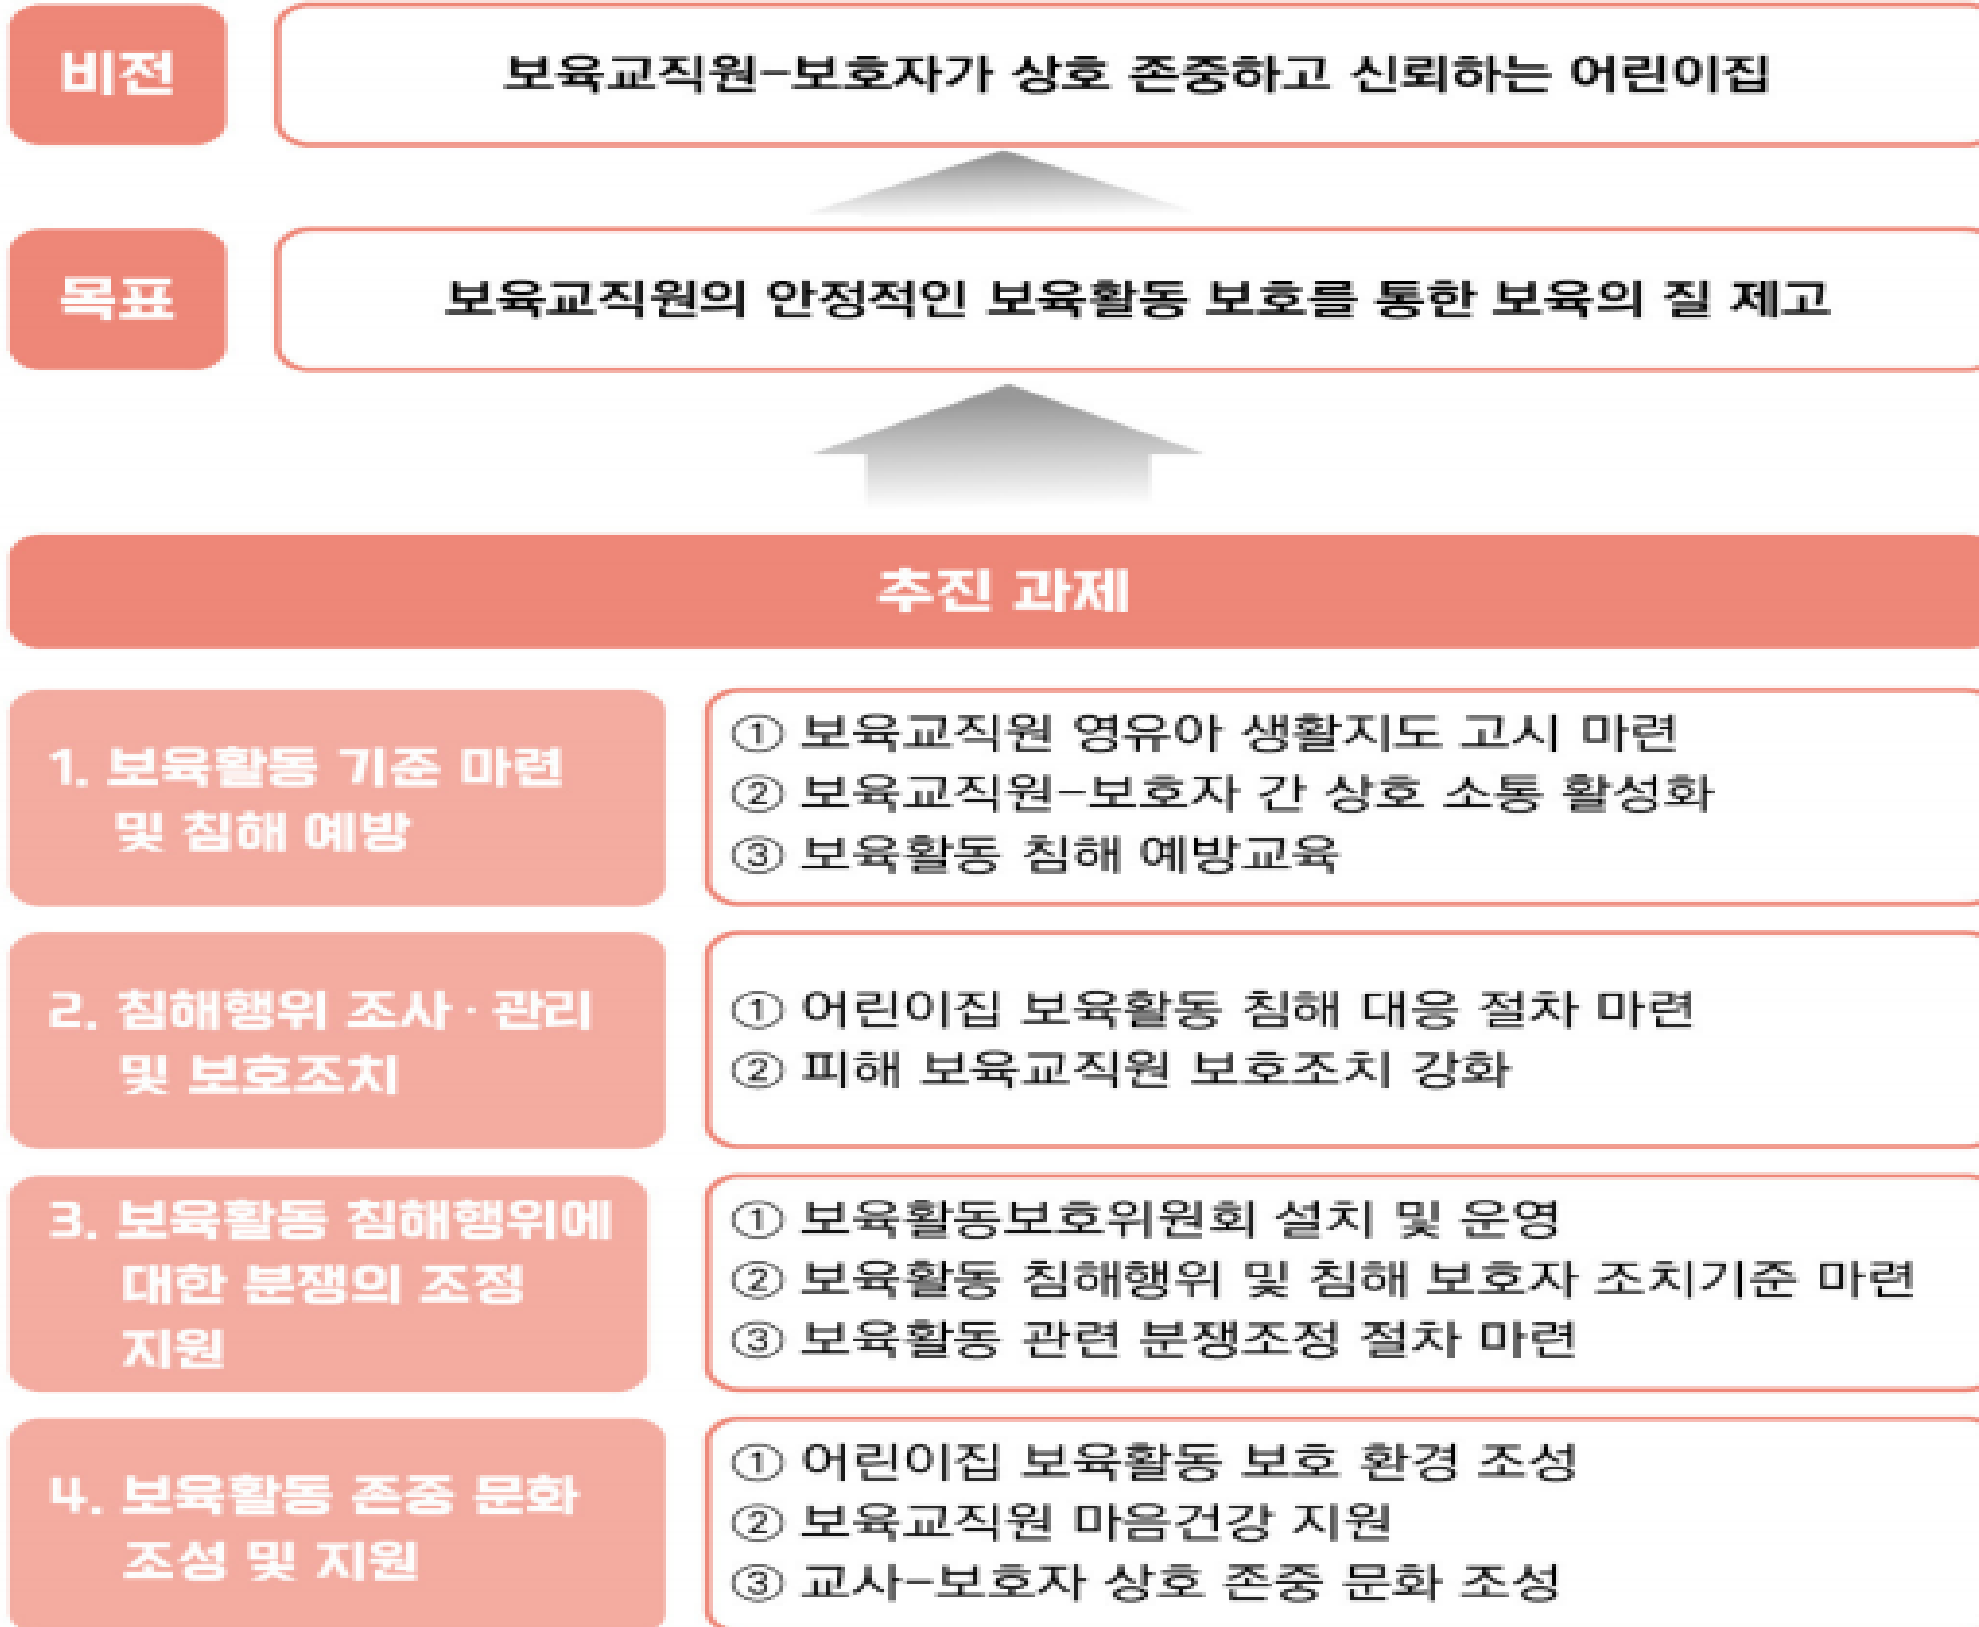 비전
보육교직원-보호자가 상호 존중하고 신뢰하는 어린이집
목표
보육교직원의 안정적인 보육활동 보호를 통한 보육의 질 제고
추진 과제
1. 보육활동 기준 마련
및 침해 예방
① 보육교직원 영유아 생활지도 고시 마련
② 보육교직원-보호자 간 상호 소통 활성화
③ 보육활동 침해 예방교육
2. 침해행위 조사·관리
및 보호조치
① 어린이집 보육활동 침해 대응 절차 마련
② 피해 보육교직원 보호조치 강화
3. 보육활동 침해행위에
대한 분쟁의 조정
지원
① 보육활동보호위원회 설치 및 운영
② 보육활동 침해행위 및 침해 보호자 조치기준 마련
③ 보육활동 관련 분쟁조정 절차 마련
4. 보육활동 존중 문화
조성 및 지원
① 어린이집 보육활동 보호 환경 조성
② 보육교직원 마음건강 지원
③ 교사-보호자 상호 존중 문화 조성